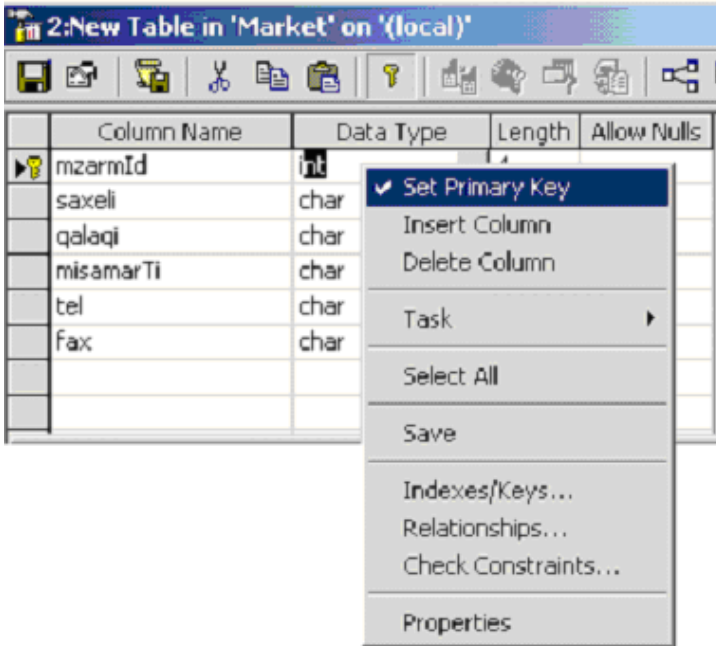 2:New Table in 'Market' on '(local)'
Column Name Data Type Length Allow Nulls
mzarmId int 4
saxeli char
qalaqi char
misamarTi char
tel char
fax char
Set Primary Key
Insert Column
Delete Column
Task
Select All
Save
Indexes/Keys...
Relationships...
Check Constraints...
Properties